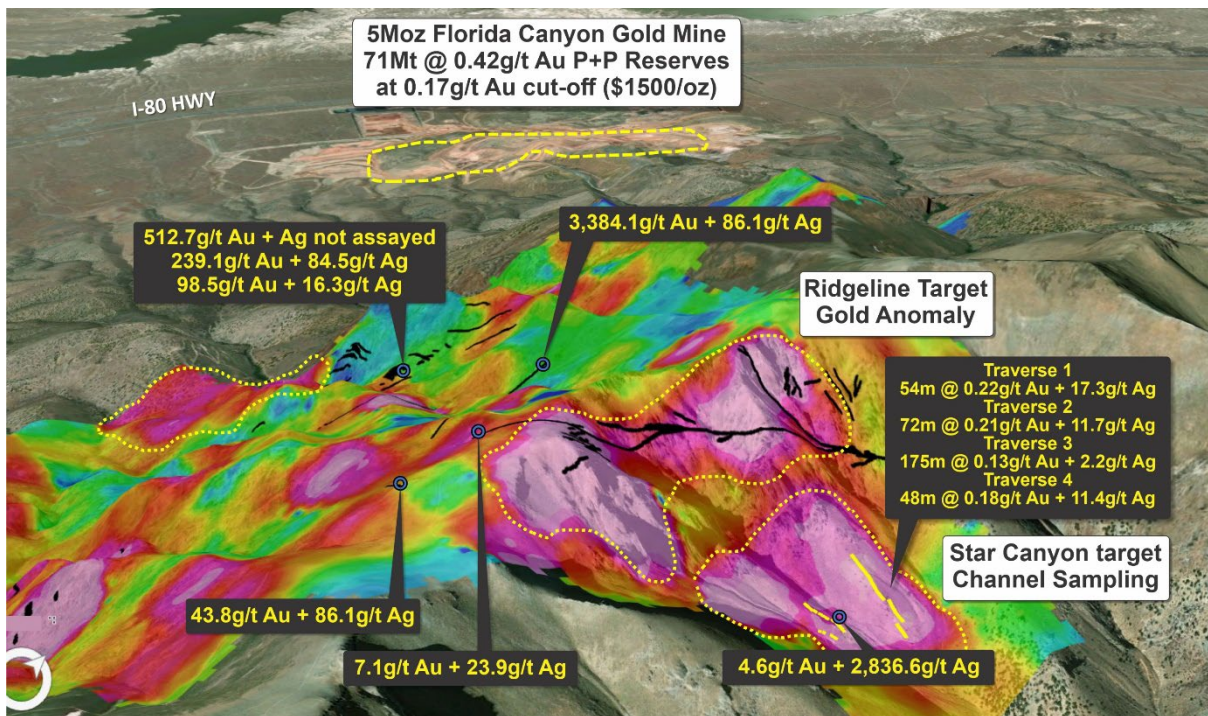 5Moz Florida Canyon Gold Mine
71Mt @ 0.42g/t Au P+P Reserves
at 0.17g/t Au cut-off ($1500/oz)
I-80 HWY
512.7g/t Au + Ag not assayed
239.1g/t Au + 84.5g/t Ag
98.5g/t Au + 16.3g/t Ag
3,384.1g/t Au + 86.1g/t Ag
Ridgeline Target
Gold Anomaly
Traverse 1
54m @ 0.22g/t Au + 17.3g/t Ag
Traverse 2
72m @ 0.21g/t Au + 11.7g/t Ag
Traverse 3
175m @ 0.13g/t Au + 2.2g/t Ag
Traverse 4
48m @ 0.18g/t Au + 11.4g/t Ag
Star Canyon target
Channel Sampling
43.8g/t Au + 86.1g/t Ag
7.1g/t Au + 23.9g/t Ag
4.6g/t Au + 2,836.6g/t Ag